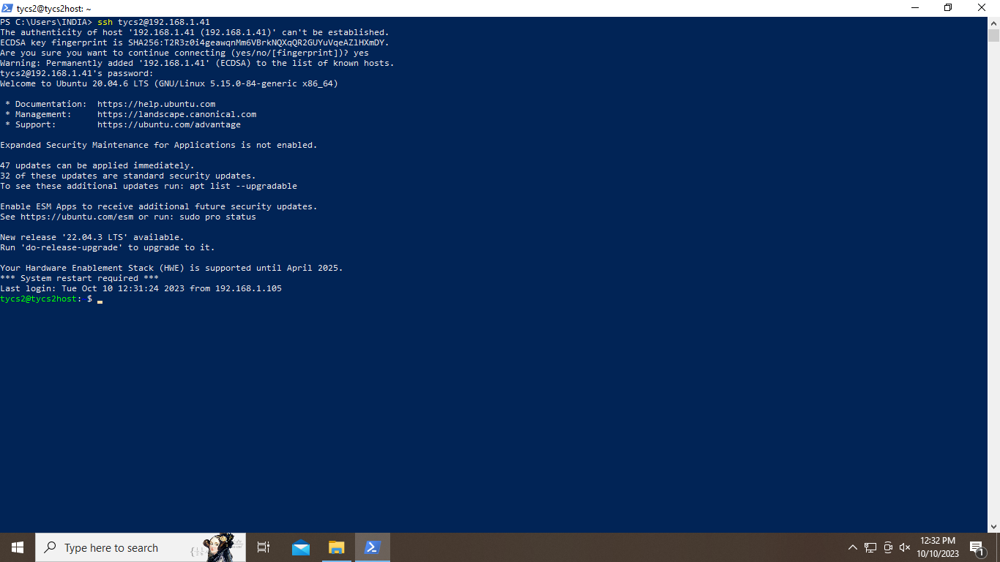 tycs2@tycs2host: ~
PS C:\Users\INDIA> ssh tycs2@192.168.1.41
The authenticity of host '192.168.1.41 (192.168.1.41)' can't be established.
ECDSA key fingerprint is SHA256:T2R3z0i4geawqnMm6VBrkNQXqQR2GUYuVqeAZlHXmDY.
Are you sure you want to continue connecting (yes/no/[fingerprint])? yes
Warning: Permanently added '192.168.1.41' (ECDSA) to the list of known hosts.
tycs2@192.168.1.41's password:
Welcome to Ubuntu 20.04.6 LTS (GNU/Linux 5.15.0-84-generic x86_64)
* Documentation:  https://help.ubuntu.com
* Management:     https://landscape.canonical.com
* Support:        https://ubuntu.com/advantage
Expanded Security Maintenance for Applications is not enabled.
47 updates can be applied immediately.
32 of these updates are standard security updates.
To see these additional updates run: apt list --upgradable
Enable ESM Apps to receive additional future security updates.
See https://ubuntu.com/esm or run: sudo pro status
New release '22.04.3 LTS' available.
Run 'do-release-upgrade' to upgrade to it.
Your Hardware Enablement Stack (HWE) is supported until April 2025.
*** System restart required ***
Last login: Tue Oct 10 12:31:24 2023 from 192.168.1.105
tycs2@tycs2host: $
Type here to search
12:32 PM
10/10/2023
1